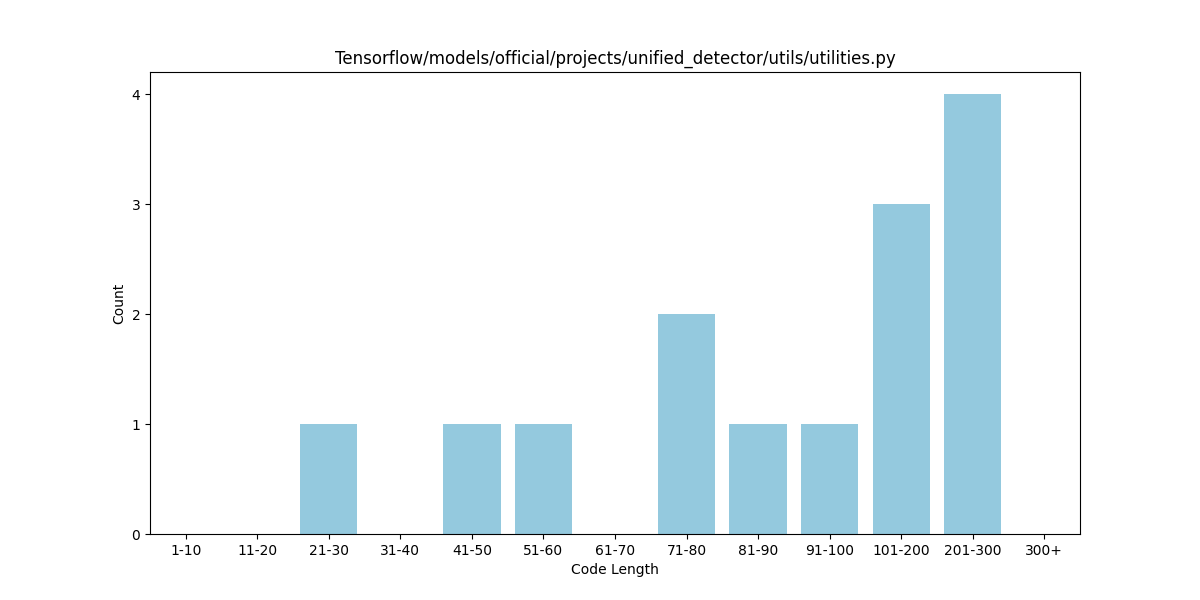 Tensorflow/models/official/projects/unified_detector/utils/utilities.py
4
3
2
1
0
Count
1-10 11-20 21-30 31-40 41-50 51-60 61-70 71-80 81-90 91-100 101-200 201-300 300+
Code Length